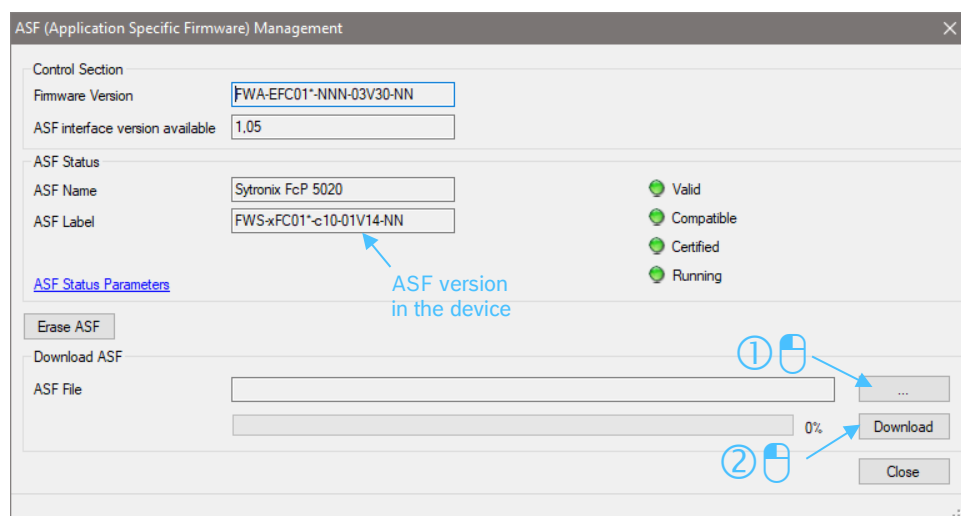 ASF (Application Specific Firmware) Management
Control Section
Firmware Version FWA-EFC01*-NNN-03V30-NN
ASF interface version available 1,05
ASF Status
ASF Name Sytronix FcP 5020 Valid
ASF Label FWS-xFC01*-c10-01V14-NN Compatible
Certified
ASF Status Parameters Running
ASF version
in the device
Erase ASF
Download ASF
①
ASF File ...
0% Download
②
Close